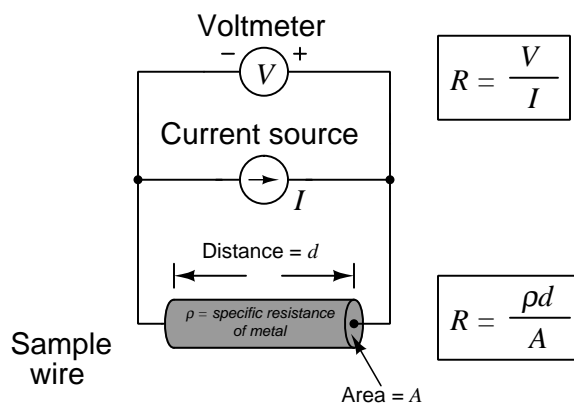 Voltmeter
− +
V
R = V / I
Current source
I
Distance = d
ρ = specific resistance
of metal
R = ρd / A
Sample
wire
Area = A